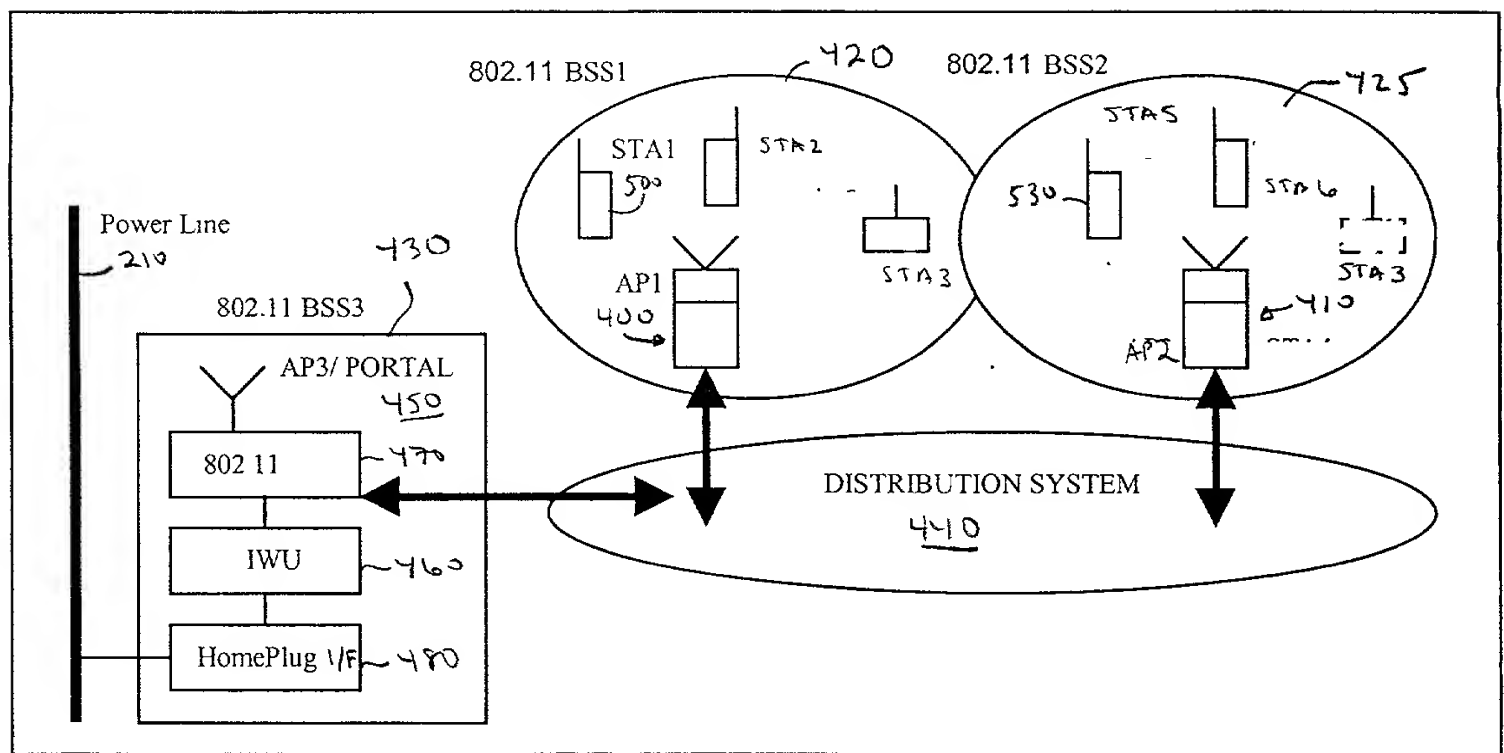 802.11 BSS1
420
802.11 BSS2
425
STA1
500
STA2
STA3
AP1
400
STA5
530
STA6
STA3
410
AP2
Power Line
210
430
802.11 BSS3
AP3/ PORTAL
450
802 11
470
IWU
460
HomePlug I/F
480
DISTRIBUTION SYSTEM
440